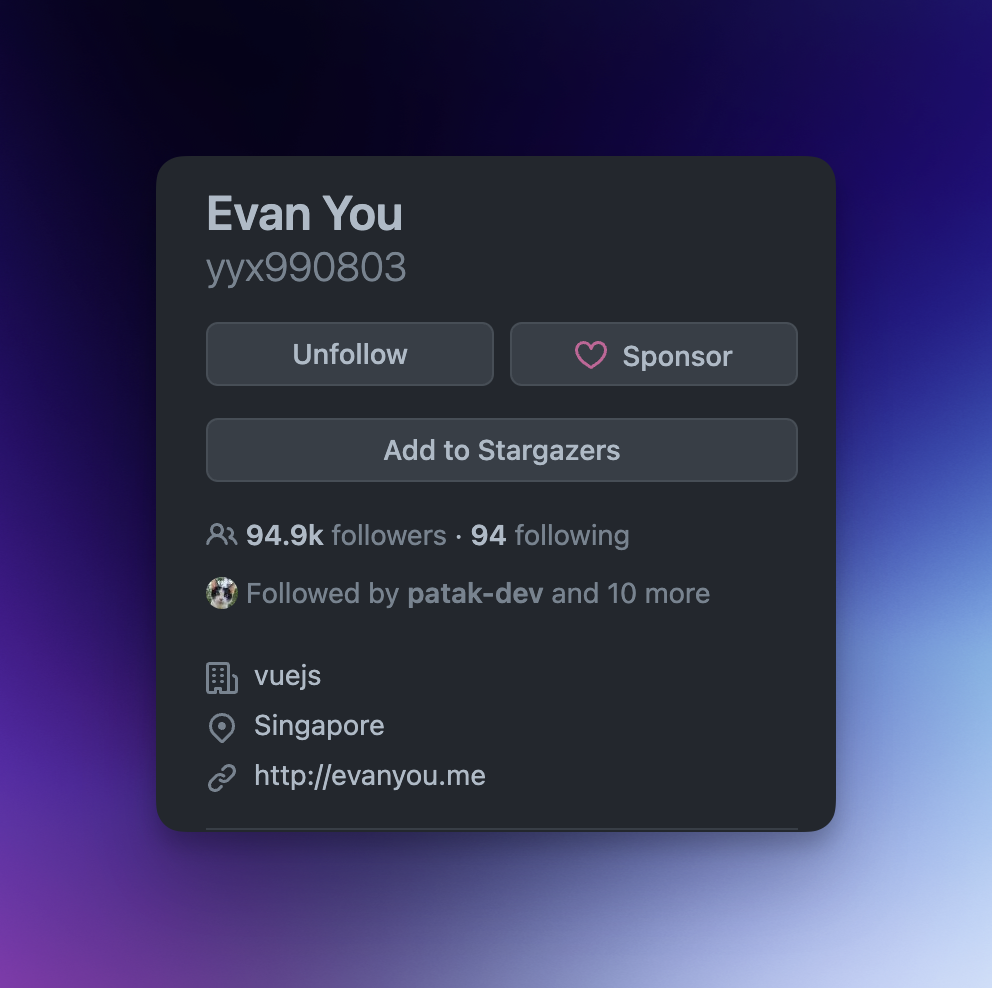 Evan You
yyx990803
Unfollow
Sponsor
Add to Stargazers
94.9k followers · 94 following
Followed by patak-dev and 10 more
vuejs
Singapore
http://evanyou.me